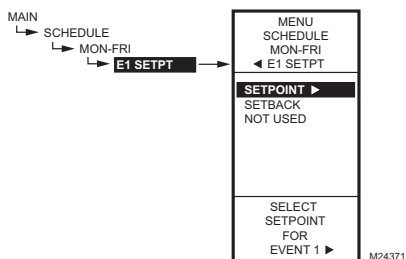 MAIN
SCHEDULE
MON-FRI
E1 SETPT
MENU
SCHEDULE
MON-FRI
◄ E1 SETPT
SETPOINT ►
SETBACK
NOT USED
SELECT
SETPOINT
FOR
EVENT 1 ►
M24371